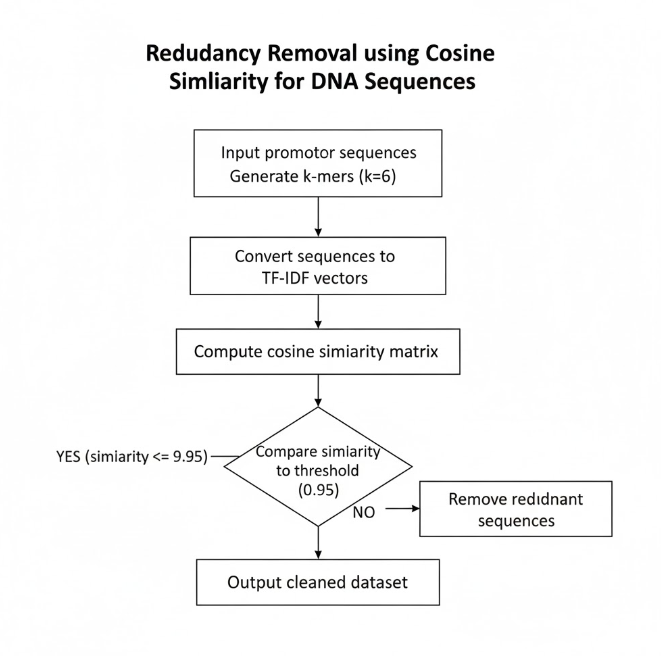 Redudancy Removal using Cosine
Simliarity for DNA Sequences
Input promotor sequences
Generate k-mers (k=6)
Convert sequences to
TF-IDF vectors
Compute cosine simiarity matrix
YES (simiarity <= 9.95)
Compare simiarity
to threshold
(0.95)
NO
Remove redıdnant
sequences
Output cleaned dataset